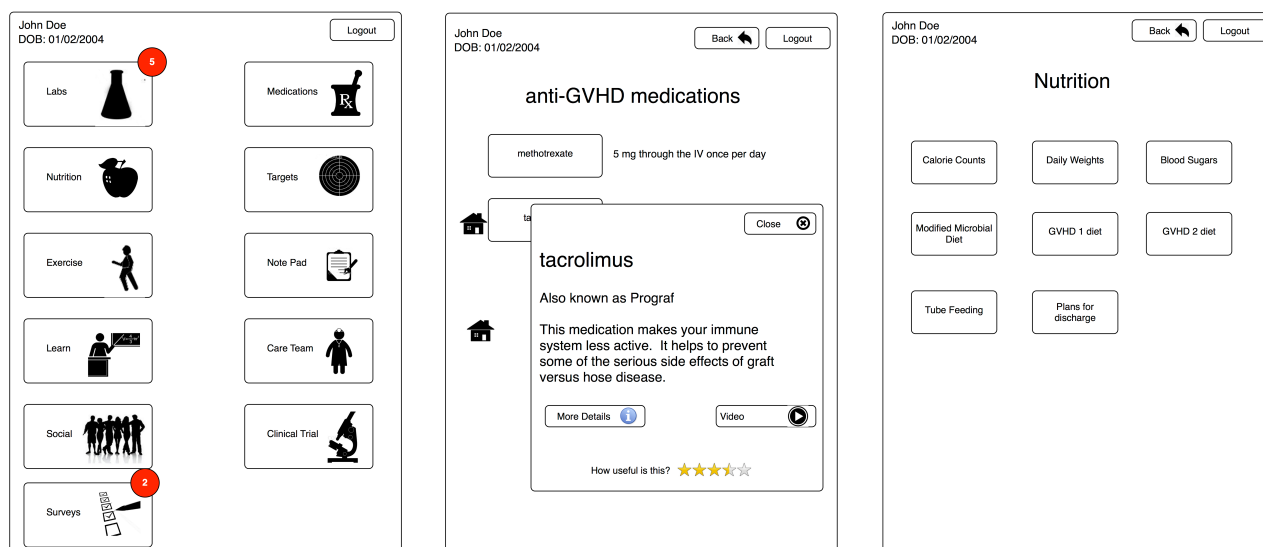 John Doe
DOB: 01/02/2004
Logout
5
Labs
Medications
Rx
Nutrition
Targets
Exercise
Note Pad
Learn
Care Team
Social
Clinical Trial
2
Surveys
John Doe
DOB: 01/02/2004
Back
Logout
anti-GVHD medications
methotrexate
5 mg through the IV once per day
ta
Close
tacrolimus
Also known as Prograf
This medication makes your immune
system less active.  It helps to prevent
some of the serious side effects of graft
versus hose disease.
More Details
i
Video
How useful is this?
John Doe
DOB: 01/02/2004
Back
Logout
Nutrition
Calorie Counts
Daily Weights
Blood Sugars
Modified Microbial
Diet
GVHD 1 diet
GVHD 2 diet
Tube Feeding
Plans for
discharge